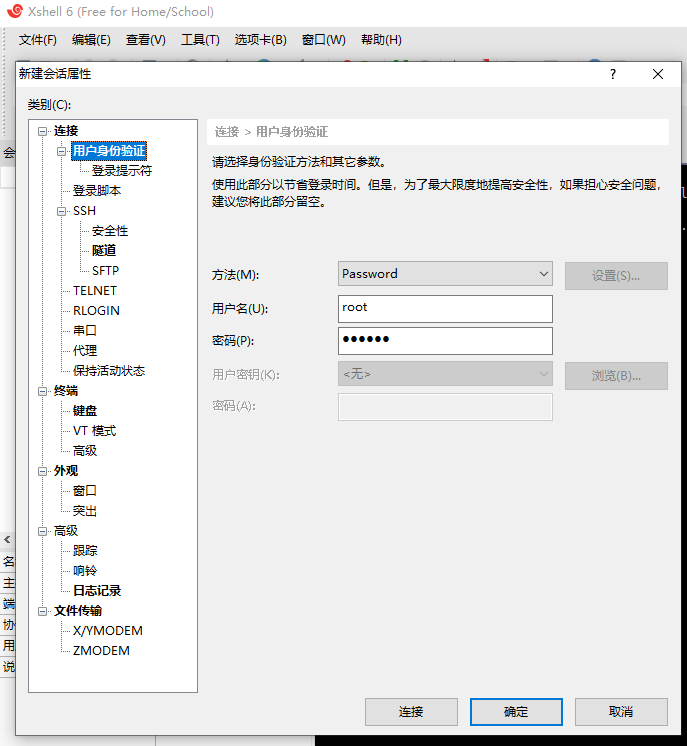 Xshell 6 (Free for Home/School)
文件(F) 编辑(E) 查看(V) 工具(T) 选项卡(B) 窗口(W) 帮助(H)
新建会话属性
类别(C):
连接
用户身份验证
登录提示符
登录脚本
SSH
安全性
隧道
SFTP
TELNET
RLOGIN
串口
代理
保持活动状态
终端
键盘
VT 模式
高级
外观
窗口
突出
高级
跟踪
响铃
日志记录
文件传输
X/YMODEM
ZMODEM
连接 > 用户身份验证
请选择身份验证方法和其它参数。
使用此部分以节省登录时间。但是，为了最大限度地提高安全性，如果担心安全问题，
建议您将此部分留空。
方法(M): Password 设置(S)...
用户名(U): root
密码(P): ●●●●●●
用户密钥(K): <无> 浏览(B)...
密码(A):
连接 确定 取消
会
名
主
端
协
用
说